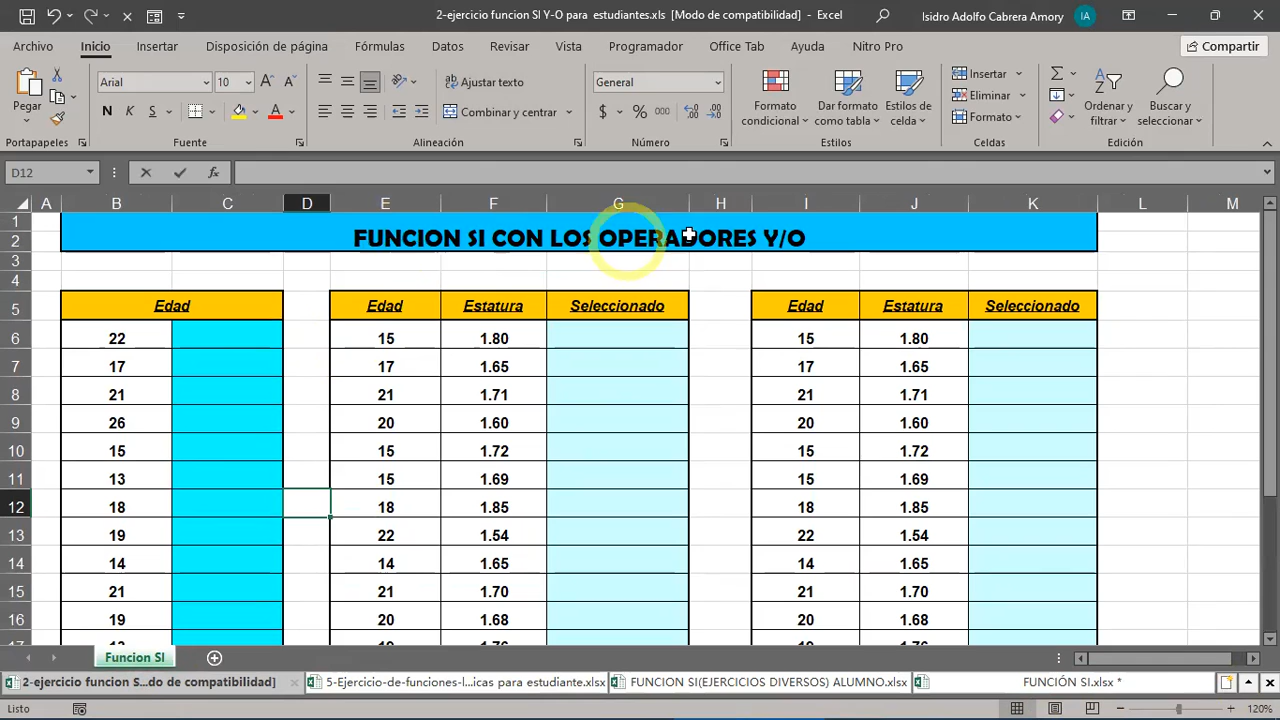 2-ejercicio funcion SI Y-O para estudiantes.xls [Modo de compatibilidad] - Excel
Isidro Adolfo Cabrera Amory
IA
Archivo Inicio Insertar Disposición de página Fórmulas Datos Revisar Vista Programador Office Tab Ayuda Nitro Pro Compartir
Pegar
Arial 10
N K S
Ajustar texto
Combinar y centrar
General
$ % 000
Formato condicional
Dar formato como tabla
Estilos de celda
Insertar
Eliminar
Formato
Ordenar y filtrar
Buscar y seleccionar
Portapapeles Fuente Alineación Número Estilos Celdas Edición
D12 fx
A B C D E F G H I J K L M
1
2 FUNCION SI CON LOS OPERADORES Y/O
3
4
5 Edad Edad Estatura Seleccionado Edad Estatura Seleccionado
6 22 15 1.80 15 1.80
7 17 17 1.65 17 1.65
8 21 21 1.71 21 1.71
9 26 20 1.60 20 1.60
10 15 15 1.72 15 1.72
11 13 15 1.69 15 1.69
12 18 18 1.85 18 1.85
13 19 22 1.54 22 1.54
14 14 14 1.65 14 1.65
15 21 21 1.70 21 1.70
16 19 20 1.68 20 1.68
Funcion SI
2-ejercicio funcion S...do de compatibilidad] 5-Ejercicio-de-funciones-l...icas para estudiante.xlsx FUNCION SI(EJERCICIOS DIVERSOS) ALUMNO.xlsx FUNCIÓN SI.xlsx *
Listo 120%